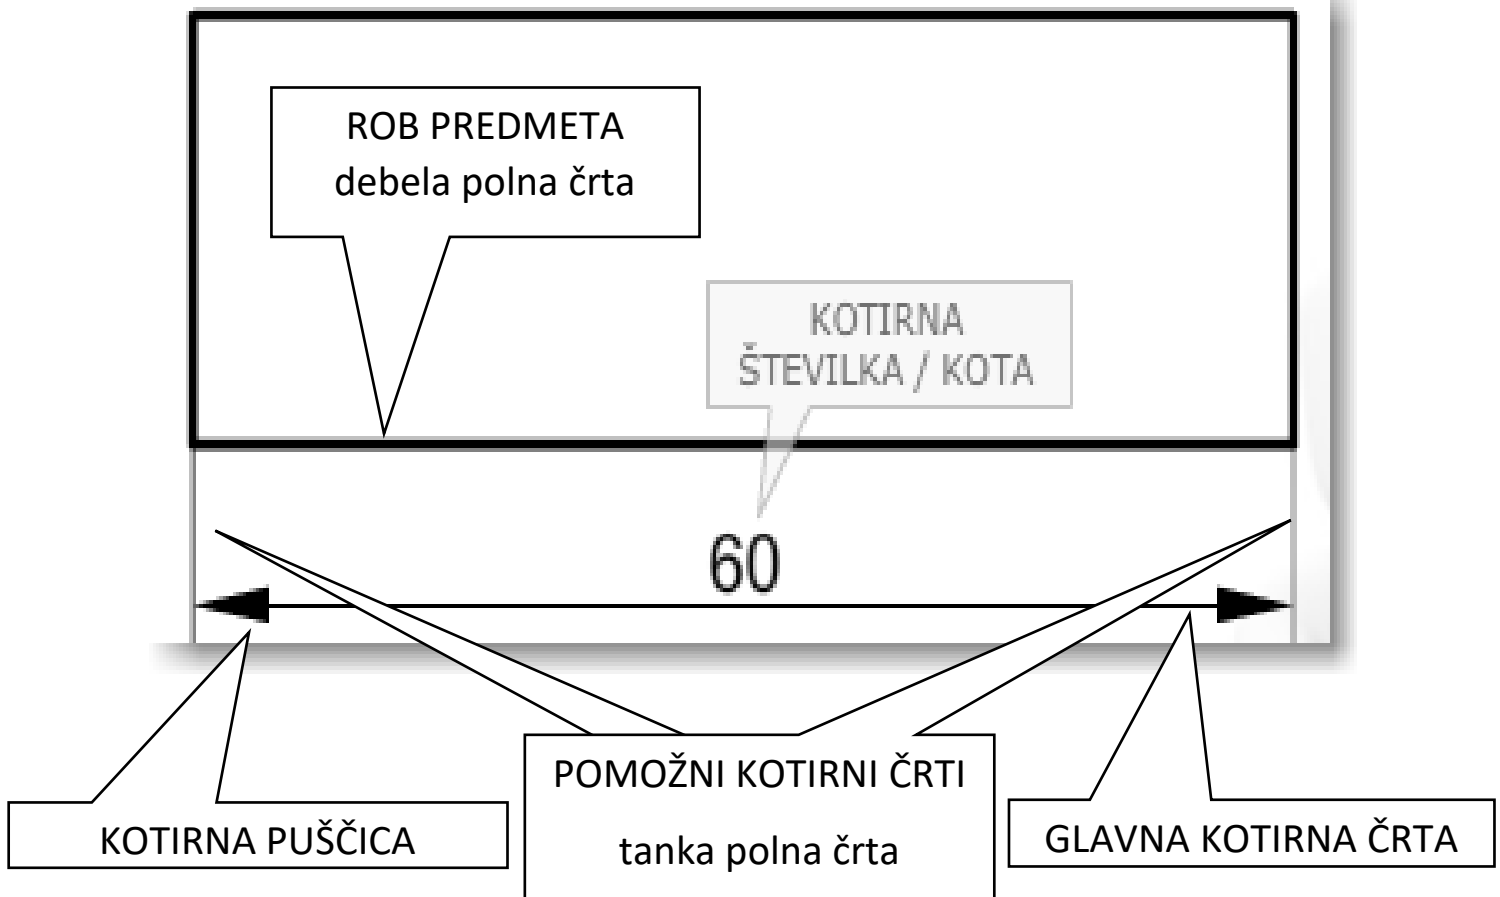 ROB PREDMETA
debela polna črta
KOTIRNA
ŠTEVILKA / KOTA
60
KOTIRNA PUŠČICA
POMOŽNI KOTIRNI ČRTI
tanka polna črta
GLAVNA KOTIRNA ČRTA